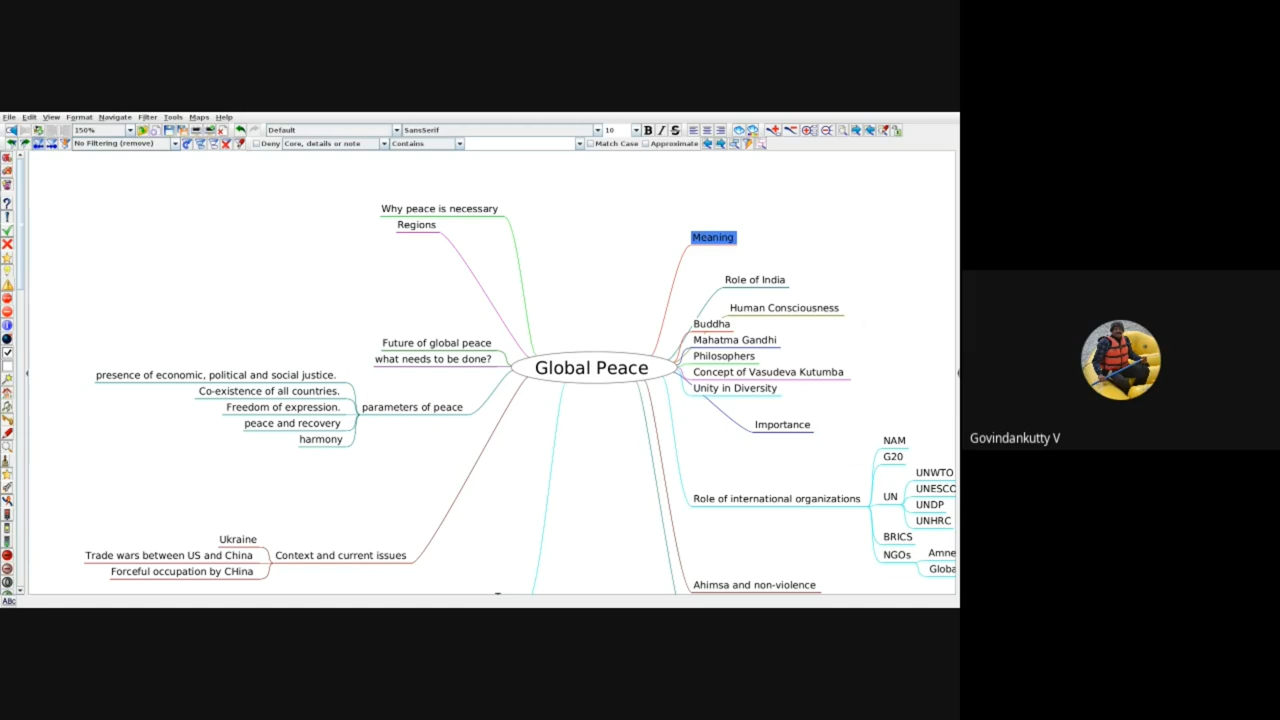 File Edit View Format Navigate Filter Tools Maps Help
150% Default SansSerif 10 B I S
No Filtering (remove) Deny Core, details or note Contains Match Case Approximate
Why peace is necessary
Regions
Meaning
Role of India
Human Consciousness
Buddha
Mahatma Gandhi
Philosophers
Concept of Vasudeva Kutumba
Unity in Diversity
Importance
Future of global peace
what needs to be done?
Global Peace
presence of economic, political and social justice.
Co-existence of all countries.
Freedom of expression.
parameters of peace
peace and recovery
harmony
NAM
G20
UNWTO
UNESCO
Role of international organizations
UN
UNDP
UNHRC
BRICS
NGOs
Amne
Globa
Ukraine
Trade wars between US and China
Context and current issues
Forceful occupation by CHina
Ahimsa and non-violence
ABC
Govindankutty V